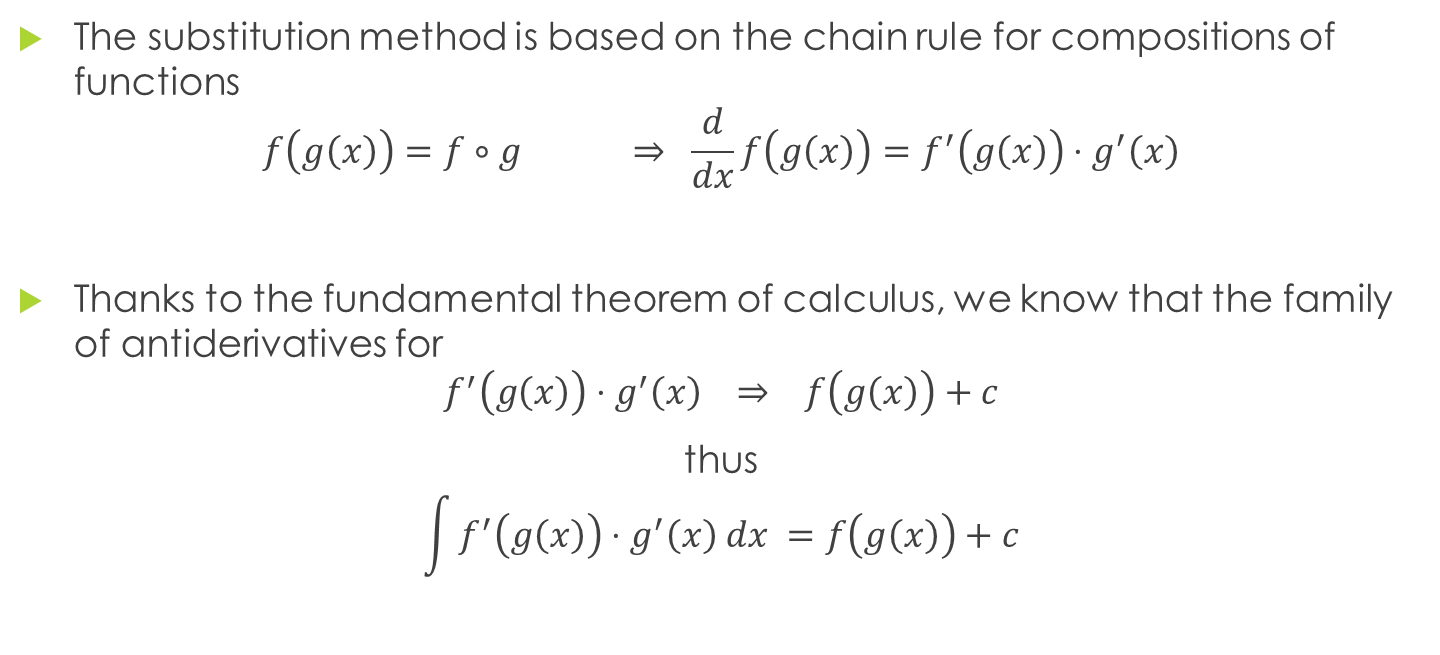 The substitution method is based on the chain rule for compositions of
functions
f(g(x)) = f ∘ g ⇒ d/dx f(g(x)) = f′(g(x)) · g′(x)
Thanks to the fundamental theorem of calculus, we know that the family
of antiderivatives for
f′(g(x)) · g′(x) ⇒ f(g(x)) + c
thus
∫ f′(g(x)) · g′(x) dx = f(g(x)) + c